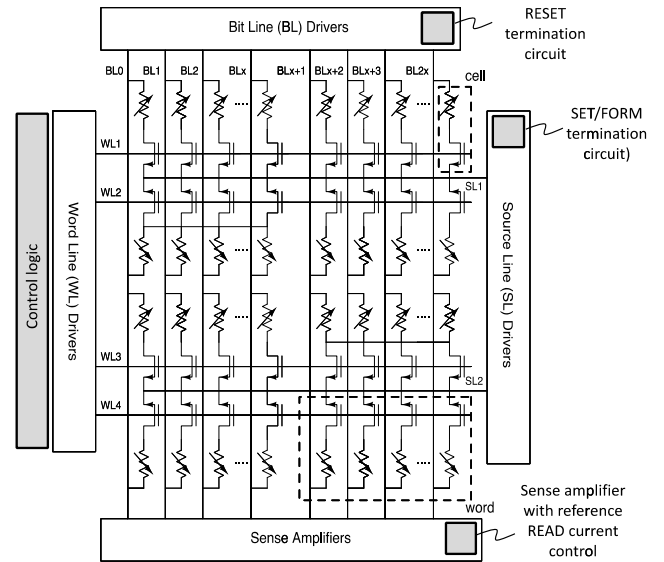 Bit Line (BL) Drivers
RESET
termination
circuit
BL0 BL1 BL2 BLx BLx+1 BLx+2 BLx+3 BL2x
cell
....
....
SET/FORM
termination
circuit)
WL1
SL1
WL2
Control logic
Word Line (WL) Drivers
Source Line (SL) Drivers
....
....
....
....
WL3
SL2
WL4
....
....
word
Sense Amplifiers
Sense amplifier
with reference
READ current
control